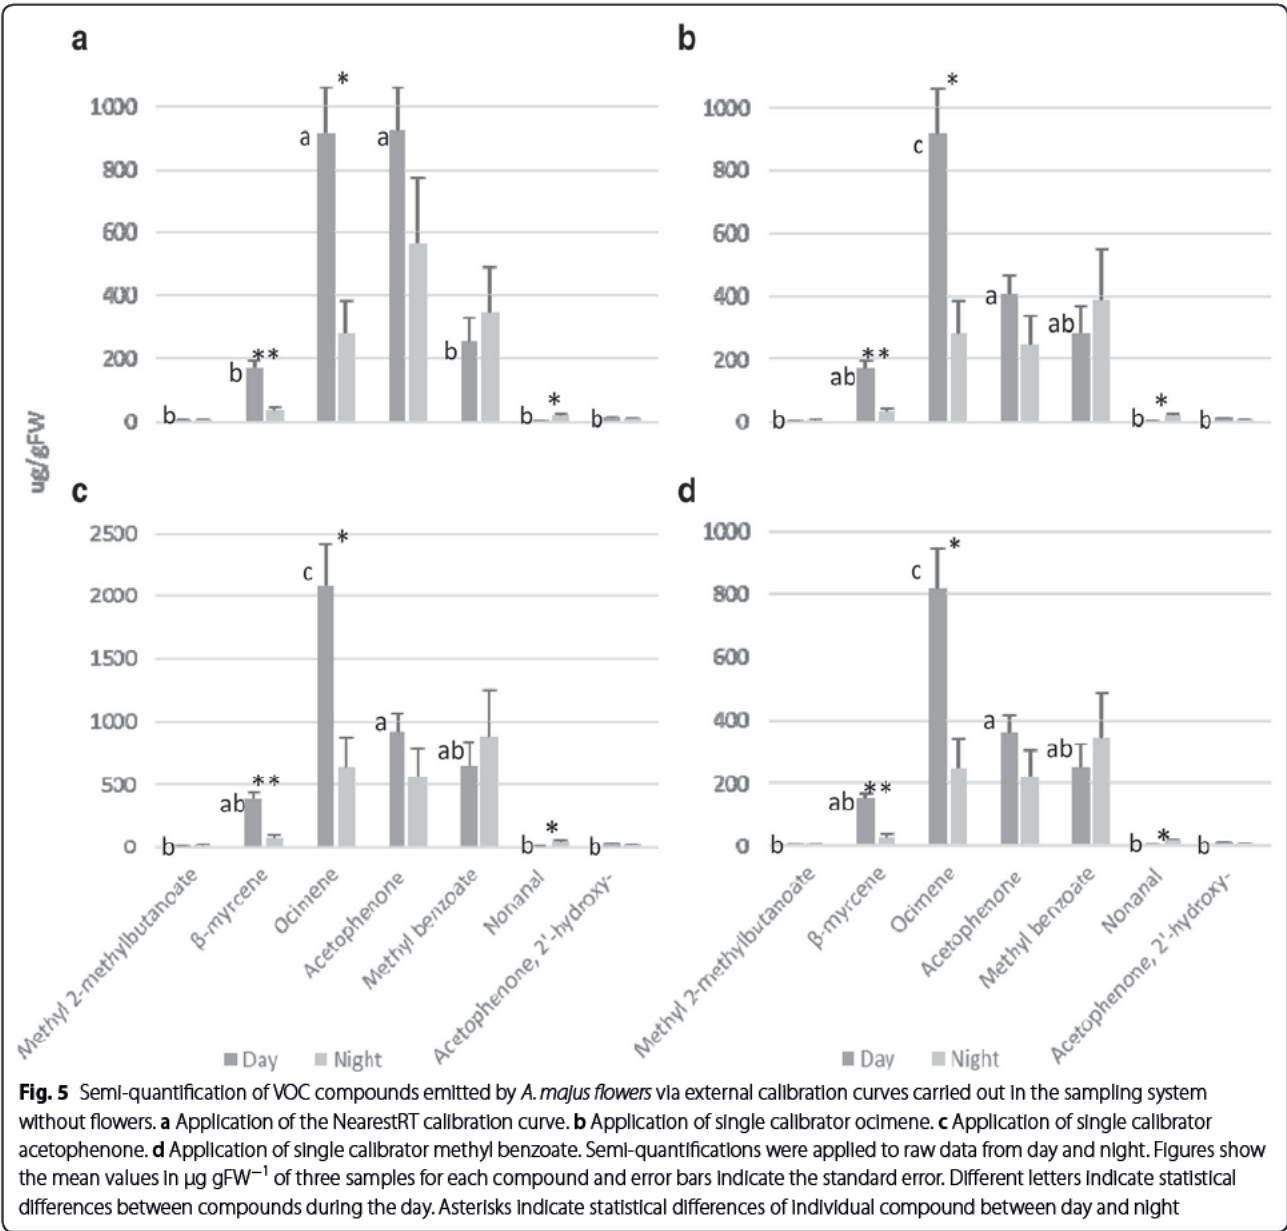 a
1000
800
600
400
200
0
b
b
**
a
*
a
b
b
*
b
b
1000
800
600
400
200
0
b
ab
**
c
*
a
ab
b
*
b
ug/gFW
c
2500
2000
1500
1000
500
0
b
ab
**
c
*
a
ab
b
*
b
Methyl 2-methylbutanoate
β-myrcene
Ocimene
Acetophenone
Methyl benzoate
Nonanal
Acetophenone, 2'-hydroxy-
Day Night
d
1000
800
600
400
200
0
b
ab
**
c
*
a
ab
b
*
b
Methyl 2-methylbutanoate
β-myrcene
Ocimene
Acetophenone
Methyl benzoate
Nonanal
Acetophenone, 2'-hydroxy-
Day Night
Fig. 5 Semi-quantification of VOC compounds emitted by A. majus flowers via external calibration curves carried out in the sampling system
without flowers. a Application of the NearestRT calibration curve. b Application of single calibrator ocimene. c Application of single calibrator
acetophenone. d Application of single calibrator methyl benzoate. Semi-quantifications were applied to raw data from day and night. Figures show
the mean values in µg gFW⁻¹ of three samples for each compound and error bars indicate the standard error. Different letters indicate statistical
differences between compounds during the day. Asterisks indicate statistical differences of individual compound between day and night